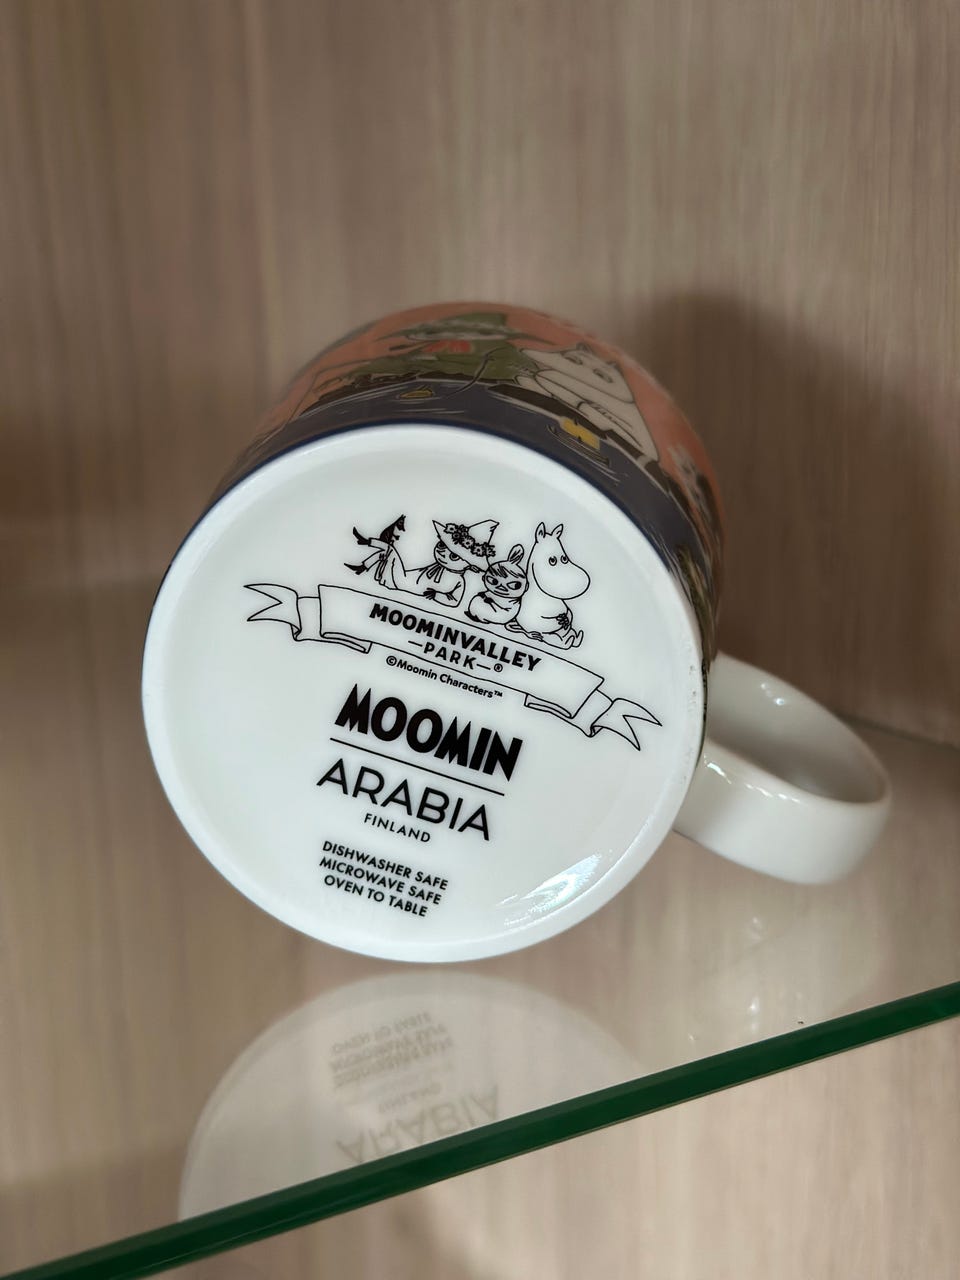 MOOMINVALLEY
—PARK—®
©Moomin Characters™
MOOMIN
ARABIA
FINLAND
DISHWASHER SAFE
MICROWAVE SAFE
OVEN TO TABLE